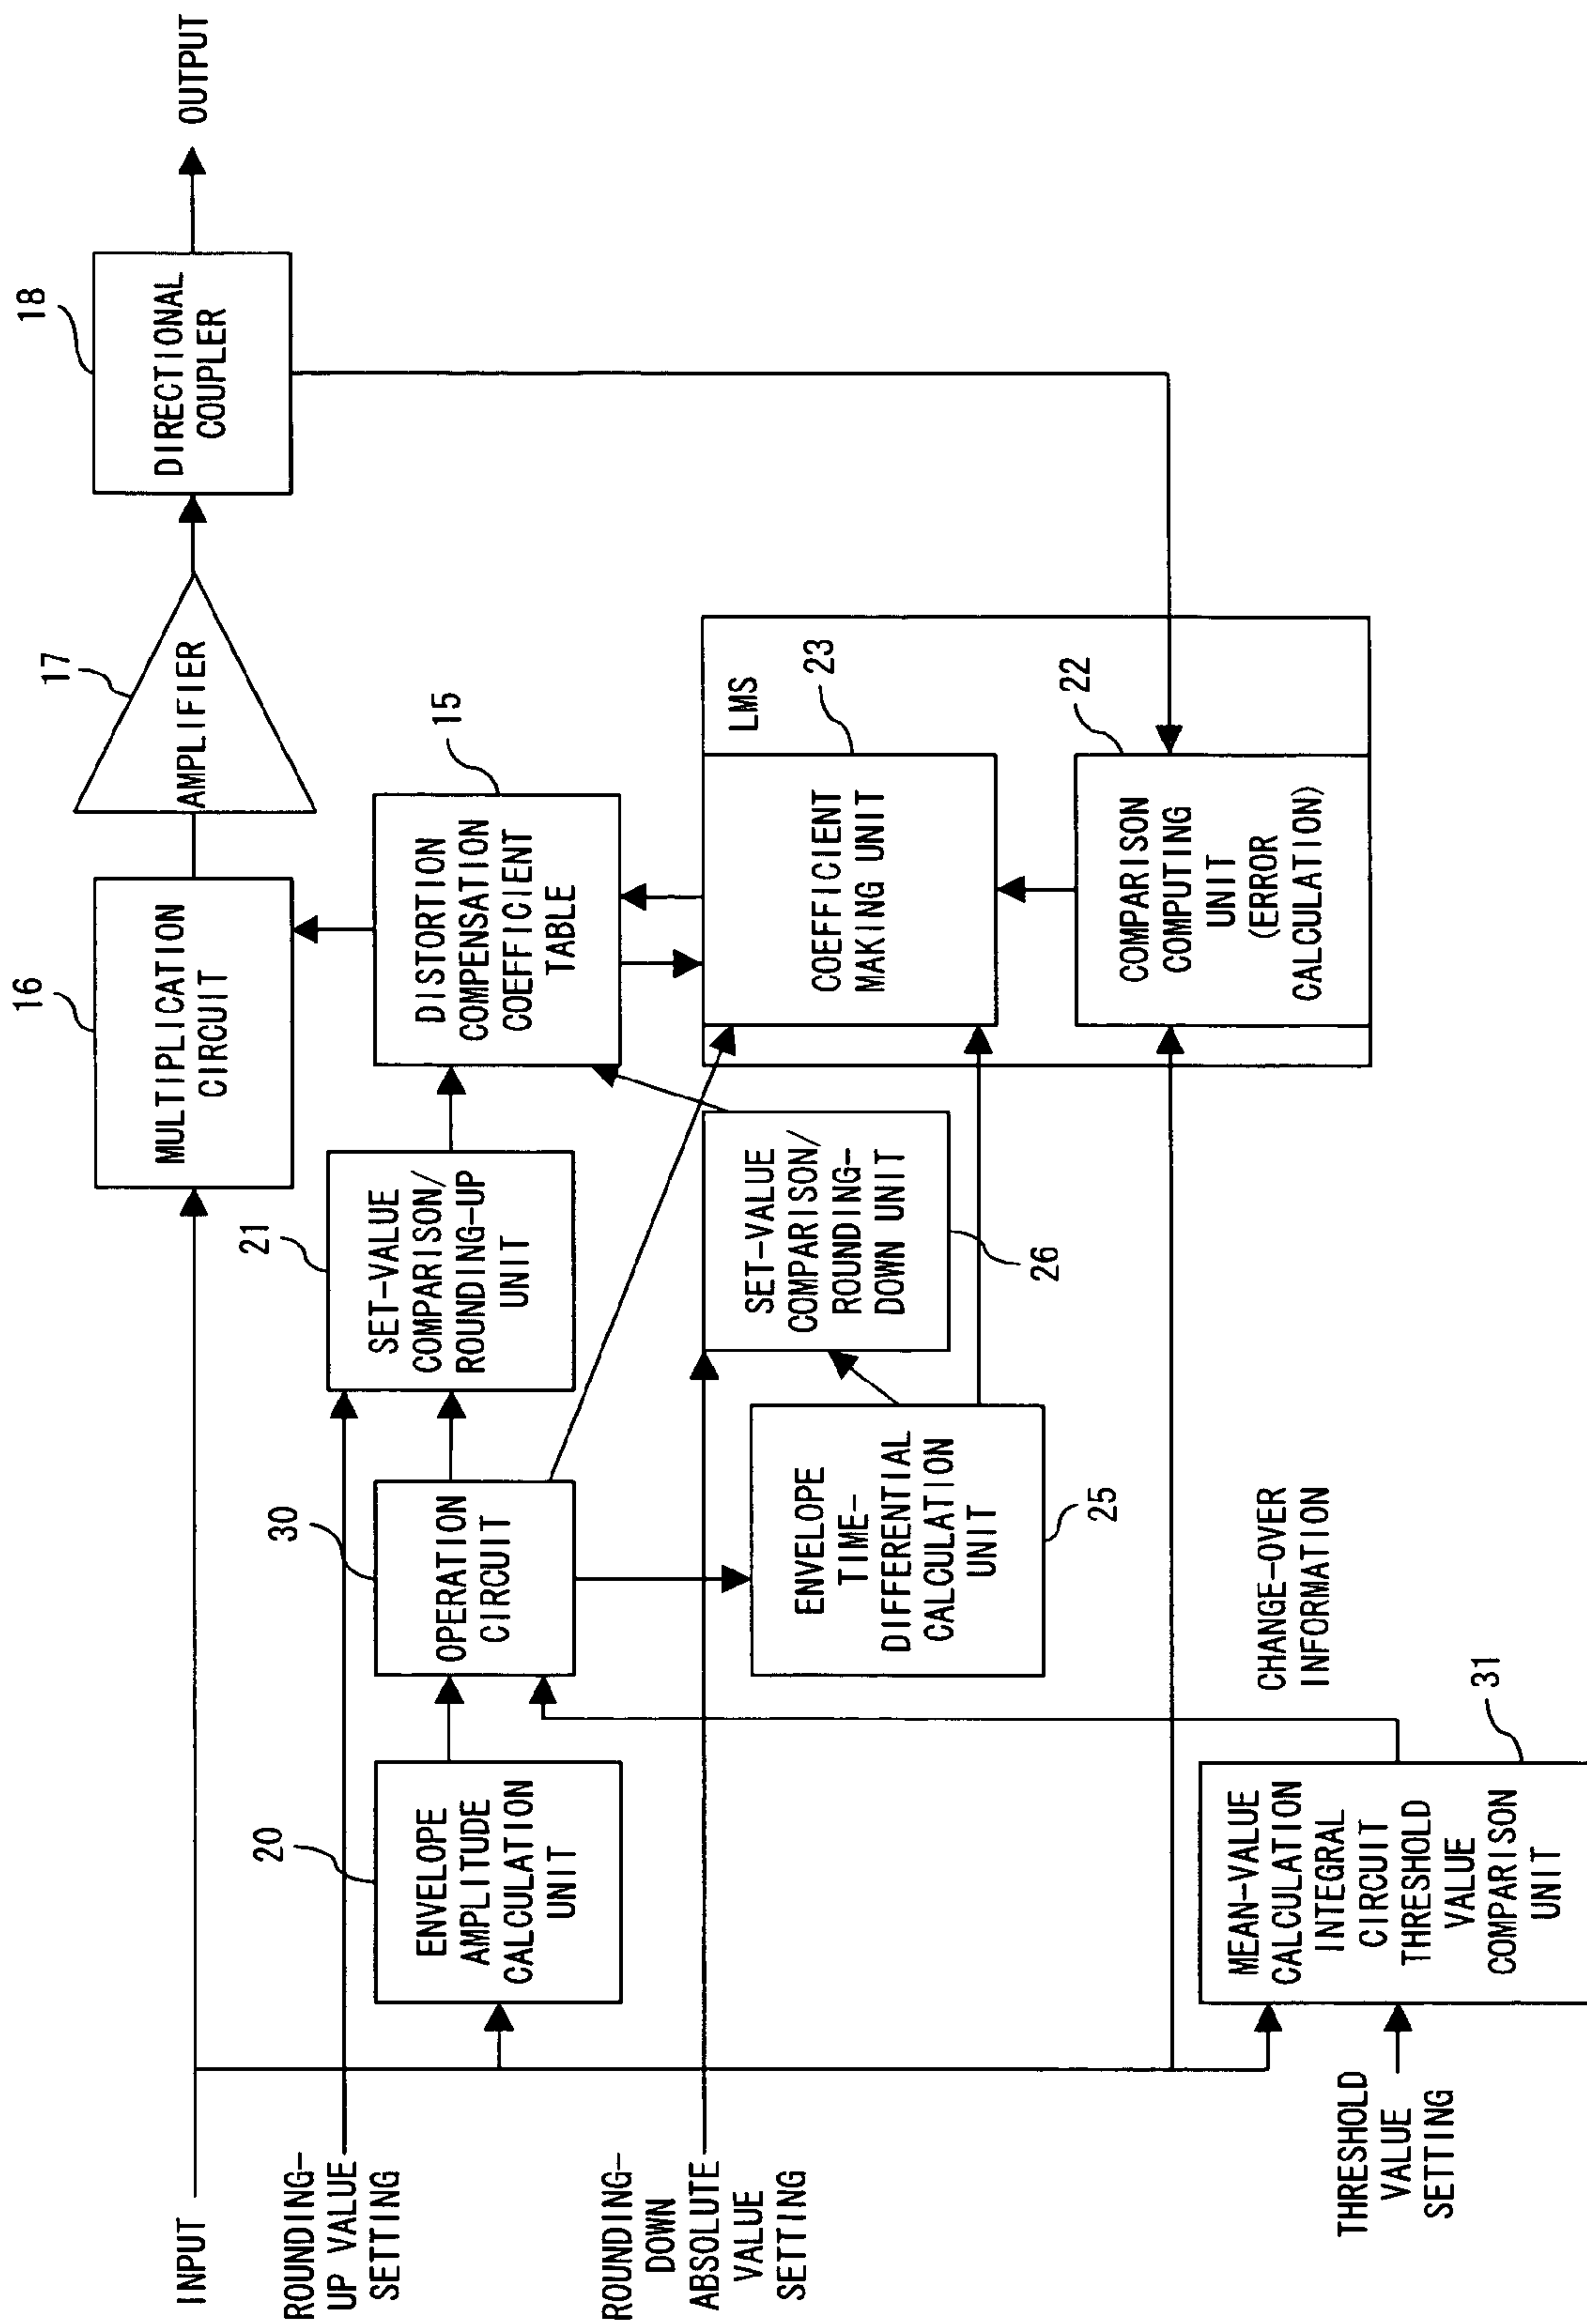 INPUT
ROUNDING-
UP VALUE
SETTING
ROUNDING-
DOWN
ABSOLUTE
VALUE
SETTING
THRESHOLD
VALUE
SETTING
20
ENVELOPE
AMPLITUDE
CALCULATION
UNIT
MEAN-VALUE
CALCULATION
INTEGRAL
CIRCUIT
THRESHOLD
VALUE
COMPARISON
UNIT
31
CHANGE-OVER
INFORMATION
30
OPERATION
CIRCUIT
ENVELOPE
TIME-
DIFFERENTIAL
CALCULATION
UNIT
25
21
SET-VALUE
COMPARISON/
ROUNDING-UP
UNIT
SET-VALUE
COMPARISON/
ROUNDING-
DOWN UNIT
26
16
MULTIPLICATION
CIRCUIT
15
DISTORTION
COMPENSATION
COEFFICIENT
TABLE
LMS
23
COEFFICIENT
MAKING UNIT
22
COMPARISON
COMPUTING
UNIT
(ERROR
CALCULATION)
17
AMPLIFIER
18
DIRECTIONAL
COUPLER
OUTPUT